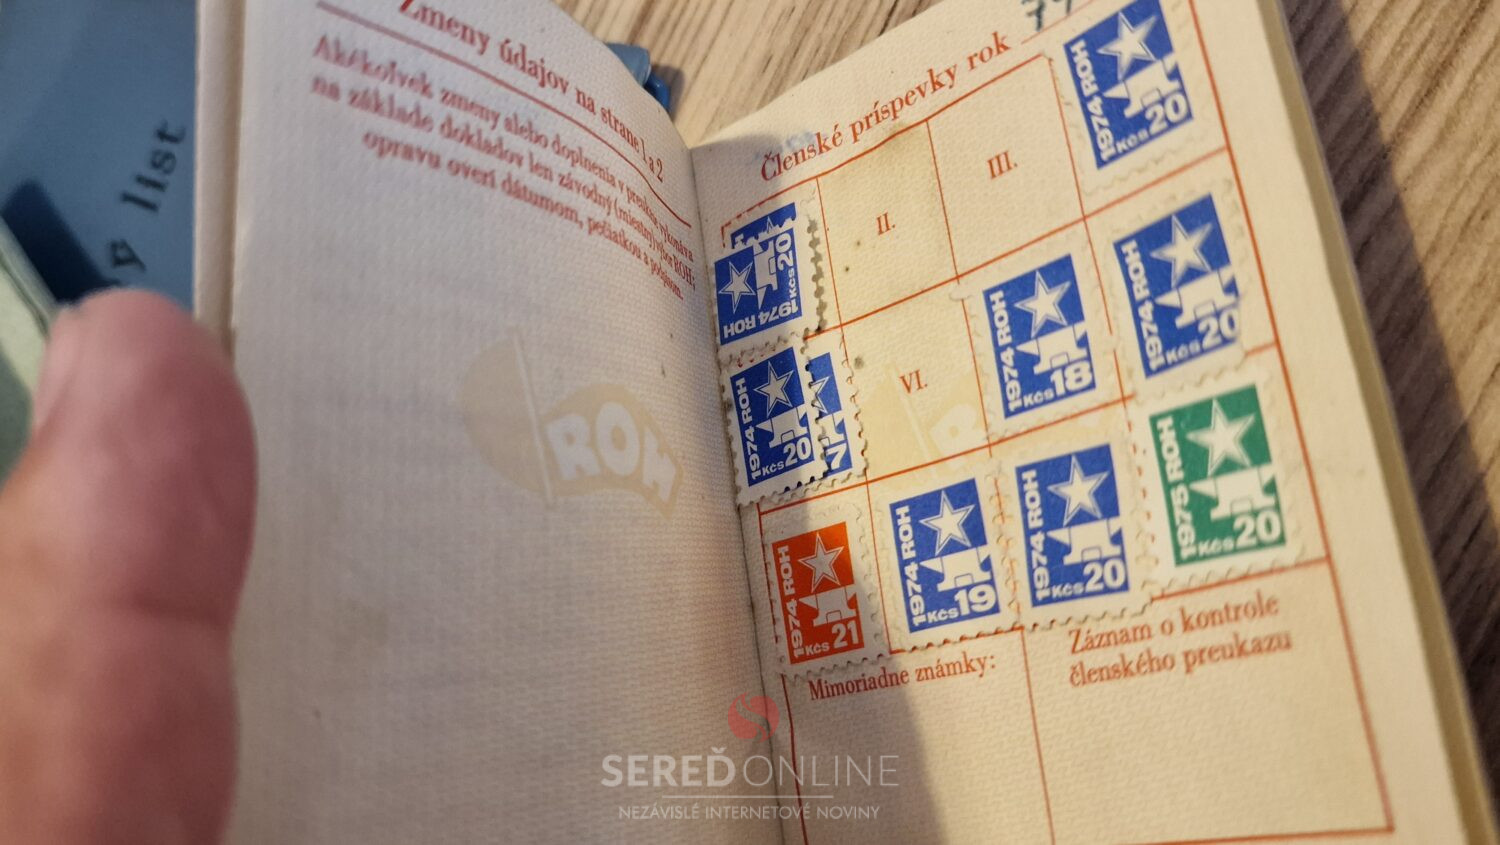 y list
Zmeny údajov na strane 1 a 2
Akékoľvek zmeny alebo doplnenia v preukaze vykonáva
na základe dokladov len závodný (miestny) výbor ROH;
opravu overí dátumom, pečiatkou a podpisom.
ROH
Členské príspevky rok 74
II.
III.
1974 ROH
Kčs 20
1974 ROH
Kčs 20
VI.
1974 ROH
Kčs 18
1974 ROH
Kčs 20
1974 ROH
Kčs 20
7
1974 ROH
Kčs 21
1974 ROH
Kčs 19
1974 ROH
Kčs 20
1975 ROH
Kčs 20
Mimoriadne známky:
Záznam o kontrole
členského preukazu
SEREĎ ONLINE
NEZÁVISLÉ INTERNETOVÉ NOVINY